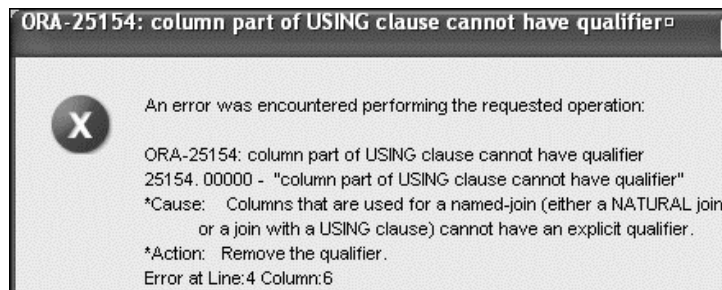 ORA-25154: column part of USING clause cannot have qualifier
X
An error was encountered performing the requested operation:
ORA-25154: column part of USING clause cannot have qualifier
25154. 00000 - "column part of USING clause cannot have qualifier"
*Cause: Columns that are used for a named-join (either a NATURAL join
or a join with a USING clause) cannot have an explicit qualifier.
*Action: Remove the qualifier.
Error at Line:4 Column:6